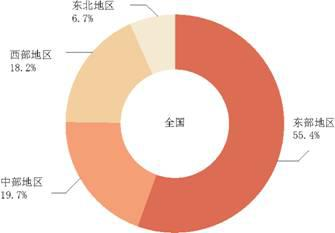 东北地区
6.7%
西部地区
18.2%
全国
东部地区
55.4%
中部地区
19.7%